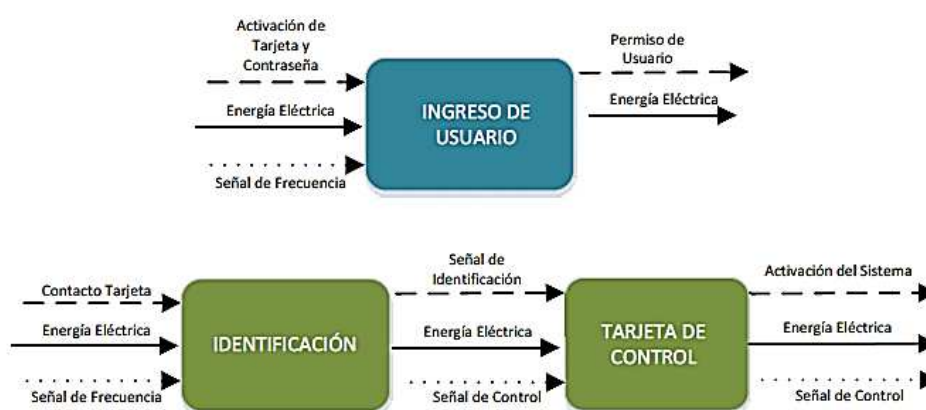 Activación de
Tarjeta y
Contraseña
Energía Eléctrica
Señal de Frecuencia
INGRESO DE
USUARIO
Permiso de
Usuario
Energía Eléctrica
Contacto Tarjeta
Energía Eléctrica
Señal de Frecuencia
IDENTIFICACIÓN
Señal de
Identificación
Energía Eléctrica
Señal de Control
TARJETA DE
CONTROL
Activación del Sistema
Energía Eléctrica
Señal de Control